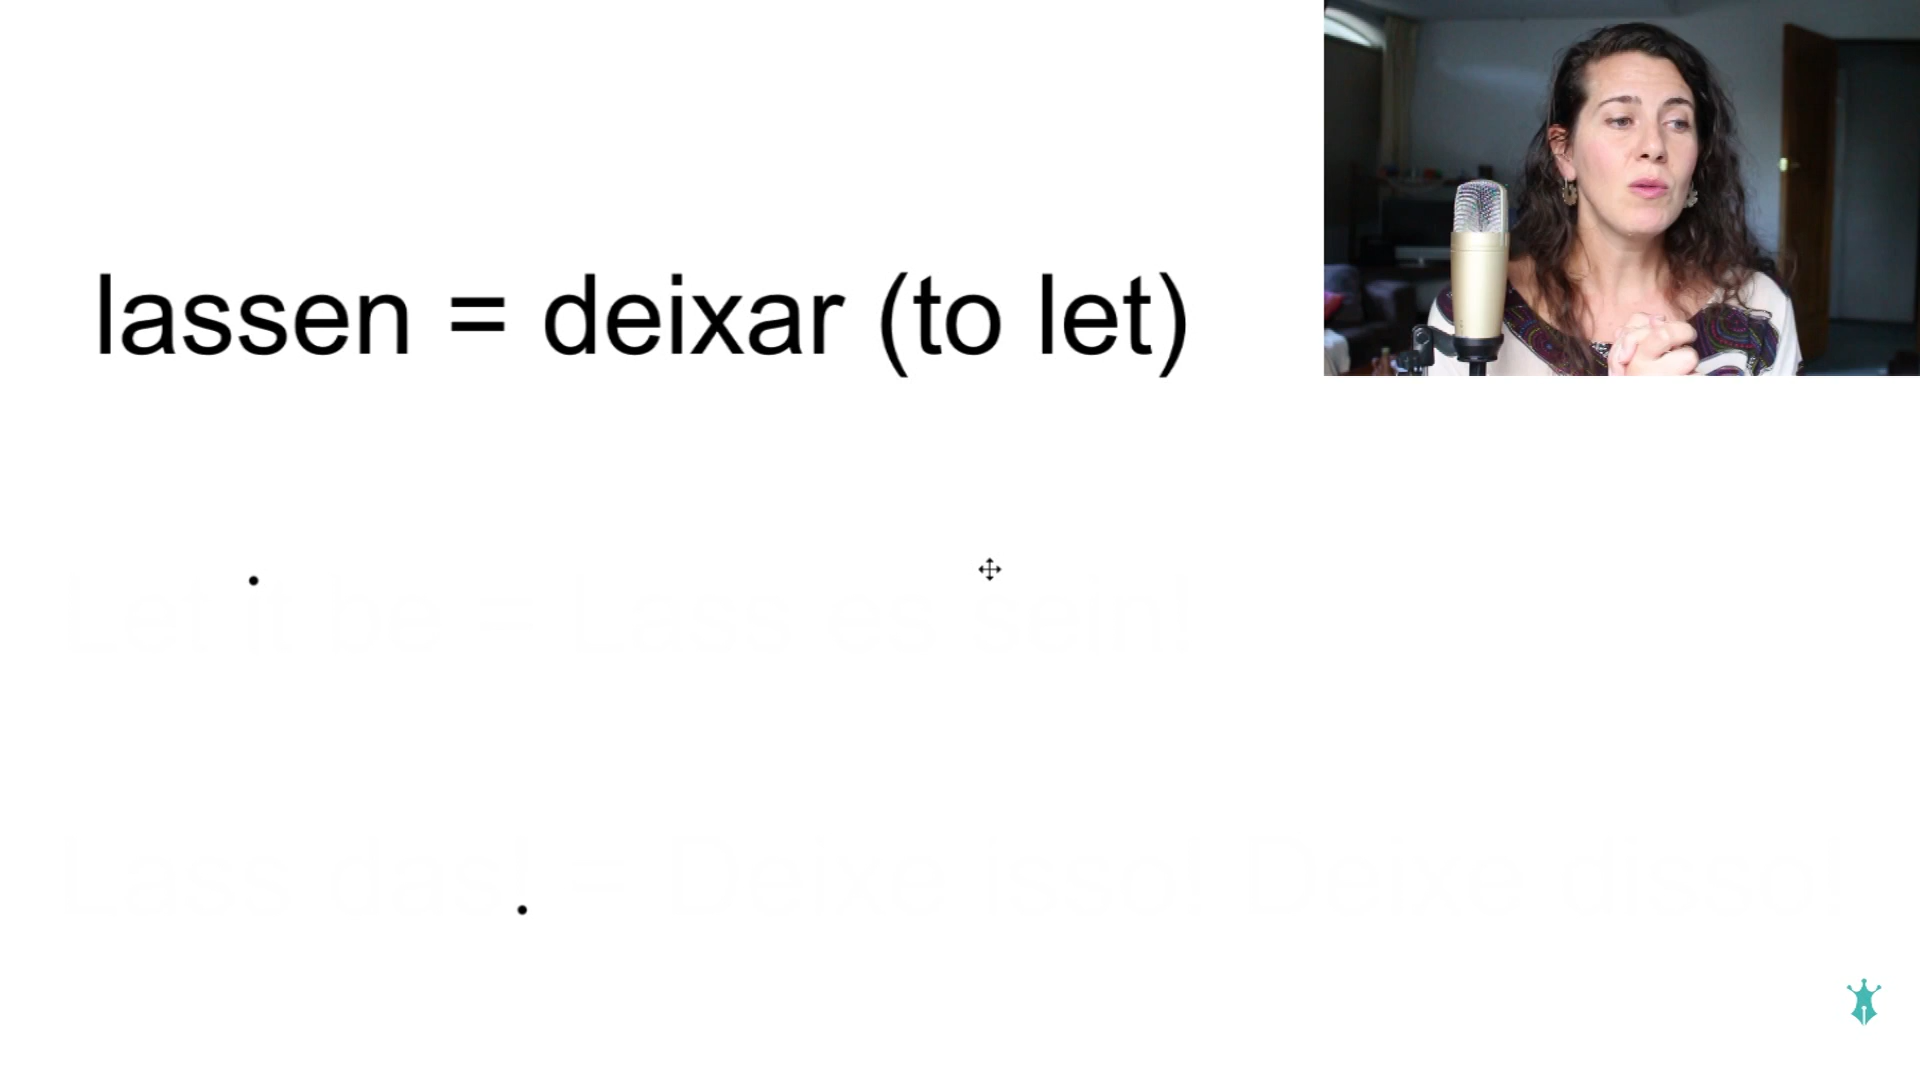 lassen = deixar (to let)
Let it be = Lass es sein!
Lass das! = Deixe isso! Deixe disso!